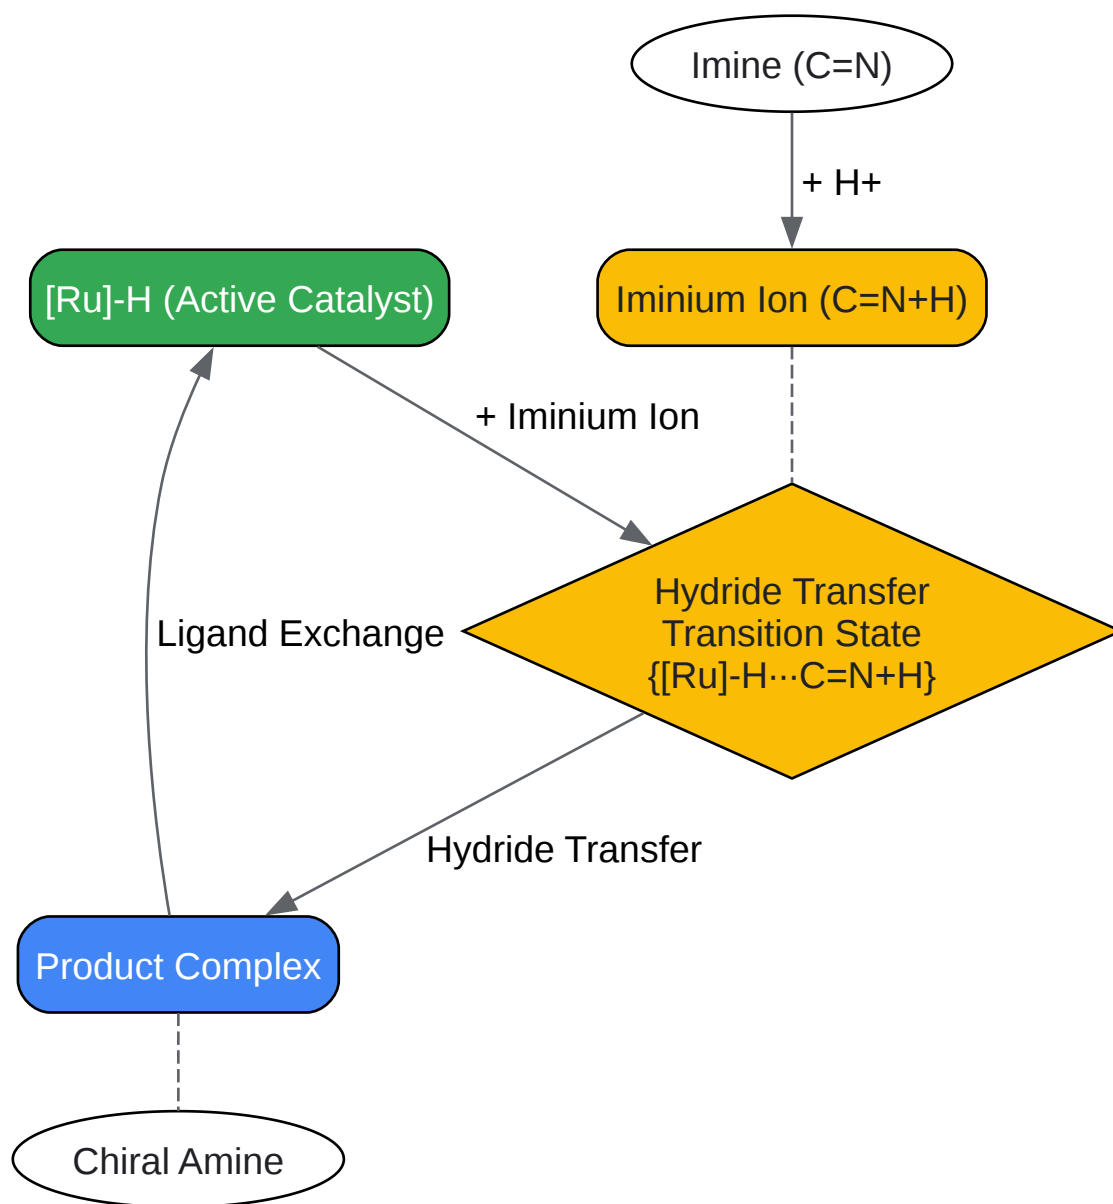 Imine (C=N)
+ H+
[Ru]-H (Active Catalyst)
Iminium Ion (C=N+H)
+ Iminium Ion
Hydride Transfer
Transition State
{[Ru]-H···C=N+H}
Ligand Exchange
Hydride Transfer
Product Complex
Chiral Amine